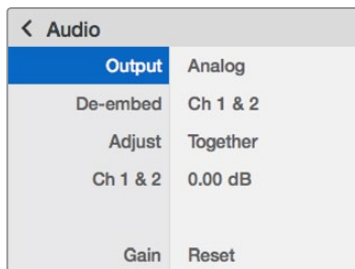 < Audio
Output Analog
De-embed Ch 1 & 2
Adjust Together
Ch 1 & 2 0.00 dB
Gain Reset